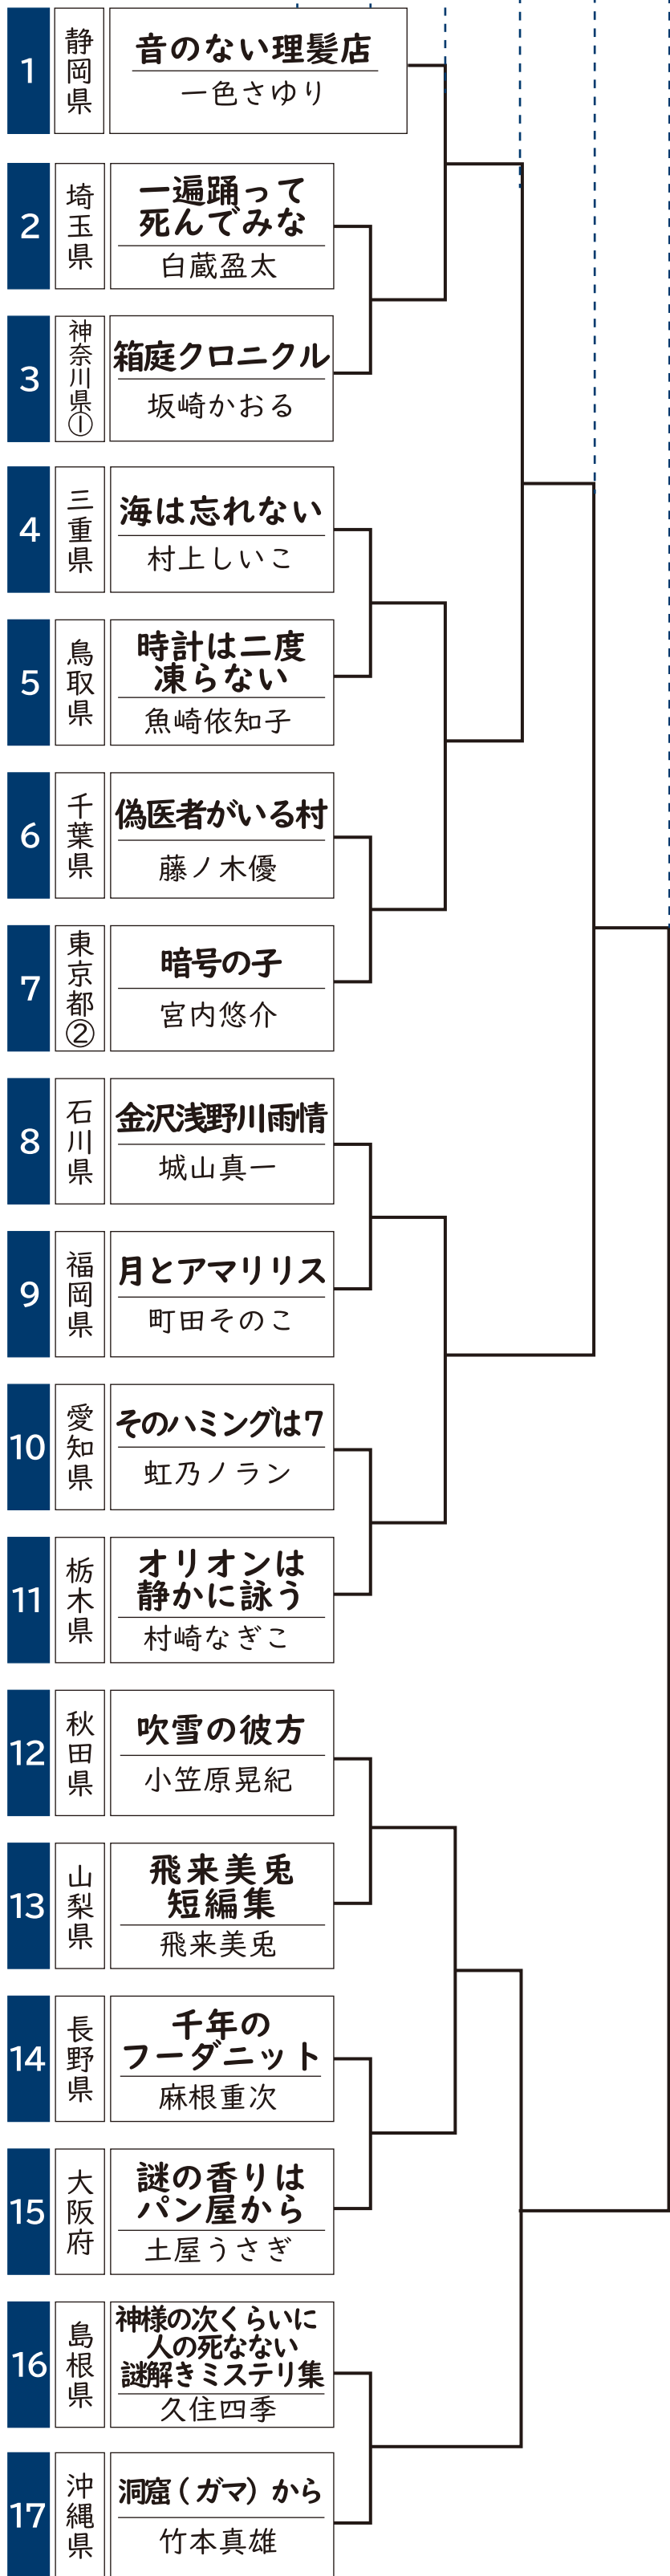 1
静岡県
音のない理髪店
一色さゆり
2
埼玉県
一遍踊って
死んでみな
白蔵盈太
3
神奈川県①
箱庭クロニクル
坂崎かおる
4
三重県
海は忘れない
村上しいこ
5
鳥取県
時計は二度
凍らない
魚崎依知子
6
千葉県
偽医者がいる村
藤ノ木優
7
東京都②
暗号の子
宮内悠介
8
石川県
金沢浅野川雨情
城山真一
9
福岡県
月とアマリリス
町田そのこ
10
愛知県
そのハミングは7
虹乃ノラン
11
栃木県
オリオンは
静かに詠う
村崎なぎこ
12
秋田県
吹雪の彼方
小笠原晃紀
13
山梨県
飛来美兎
短編集
飛来美兎
14
長野県
千年の
フーダニット
麻根重次
15
大阪府
謎の香りは
パン屋から
土屋うさぎ
16
島根県
神様の次くらいに
人の死なない
謎解きミステリ集
久住四季
17
沖縄県
洞窟(ガマ)から
竹本真雄